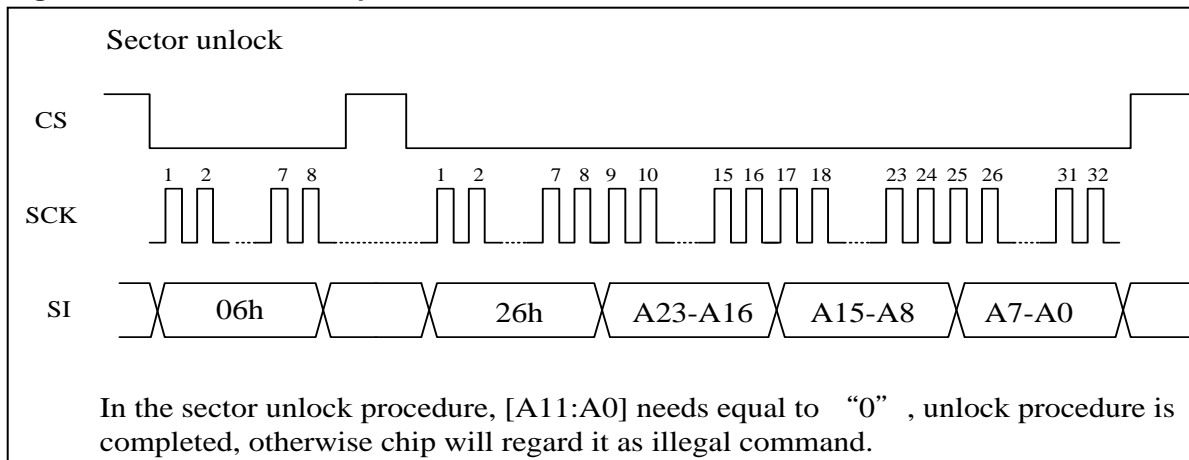 Sector unlock
CS
1 2 7 8 1 2 7 8 9 10 15 16 17 18 23 24 25 26 31 32
SCK
SI 06h 26h A23-A16 A15-A8 A7-A0
In the sector unlock procedure, [A11:A0] needs equal to “0”, unlock procedure is
completed, otherwise chip will regard it as illegal command.